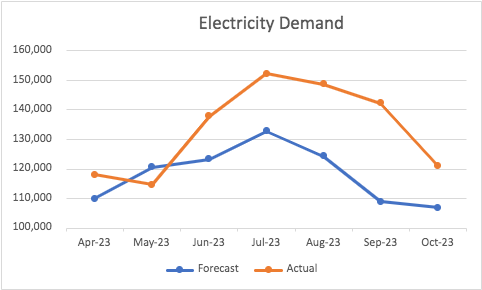 Electricity Demand
160,000
150,000
140,000
130,000
120,000
110,000
100,000
Apr-23 May-23 Jun-23 Jul-23 Aug-23 Sep-23 Oct-23
Forecast Actual